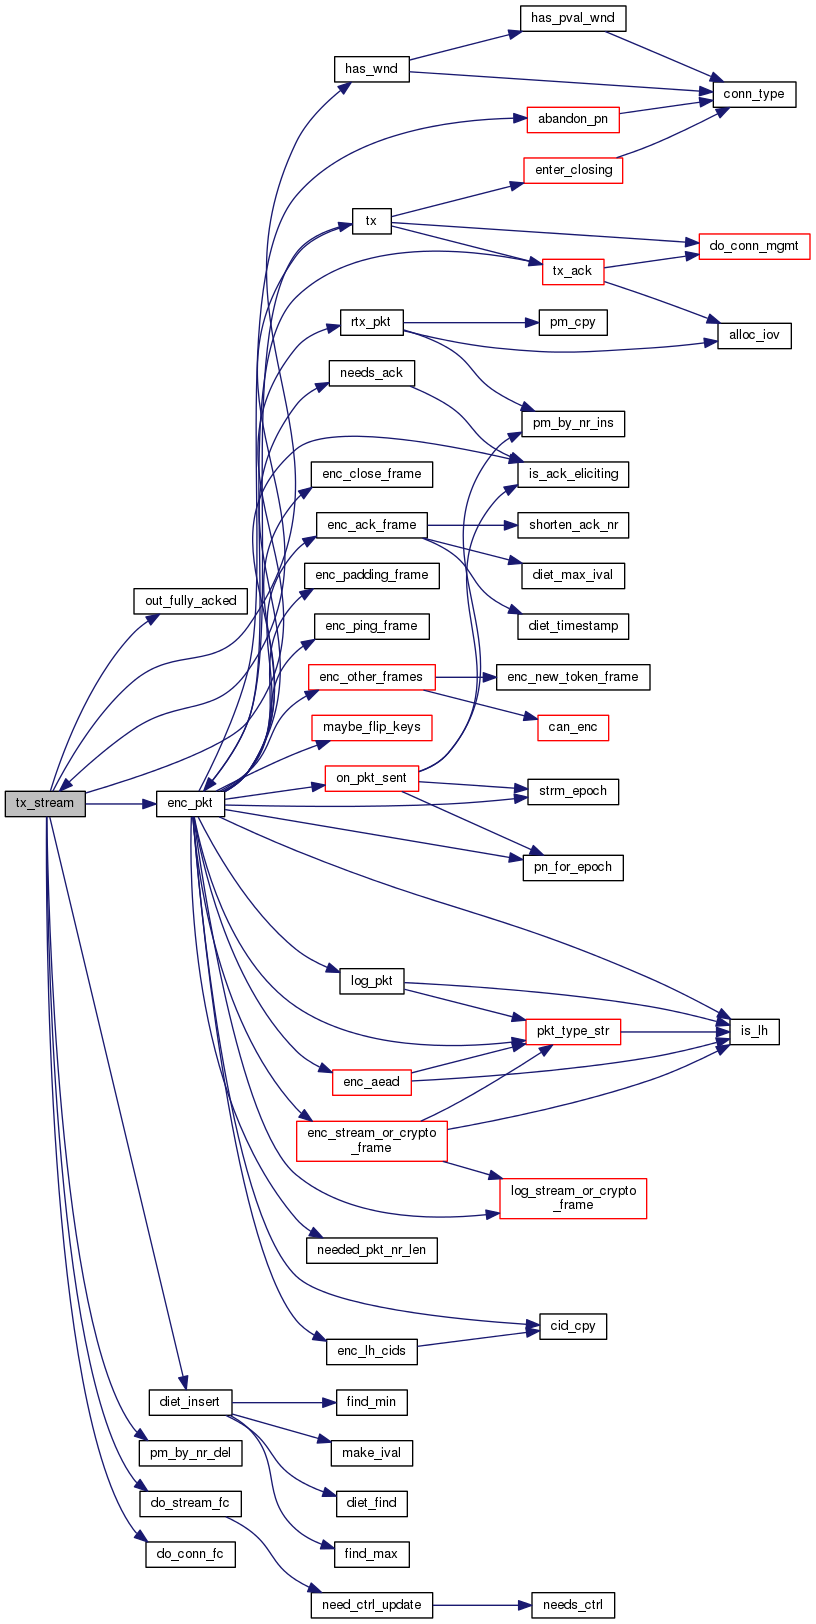 has_pval_wnd
has_wnd
conn_type
abandon_pn
enter_closing
tx
do_conn_mgmt
tx_ack
rtx_pkt
pm_cpy
alloc_iov
needs_ack
pm_by_nr_ins
enc_close_frame
is_ack_eliciting
enc_ack_frame
shorten_ack_nr
enc_padding_frame
diet_max_ival
out_fully_acked
enc_ping_frame
diet_timestamp
enc_other_frames
enc_new_token_frame
maybe_flip_keys
can_enc
on_pkt_sent
strm_epoch
tx_stream
enc_pkt
pn_for_epoch
log_pkt
pkt_type_str
is_lh
enc_aead
enc_stream_or_crypto
_frame
log_stream_or_crypto
_frame
needed_pkt_nr_len
cid_cpy
enc_lh_cids
diet_insert
find_min
pm_by_nr_del
make_ival
do_stream_fc
diet_find
do_conn_fc
find_max
need_ctrl_update
needs_ctrl